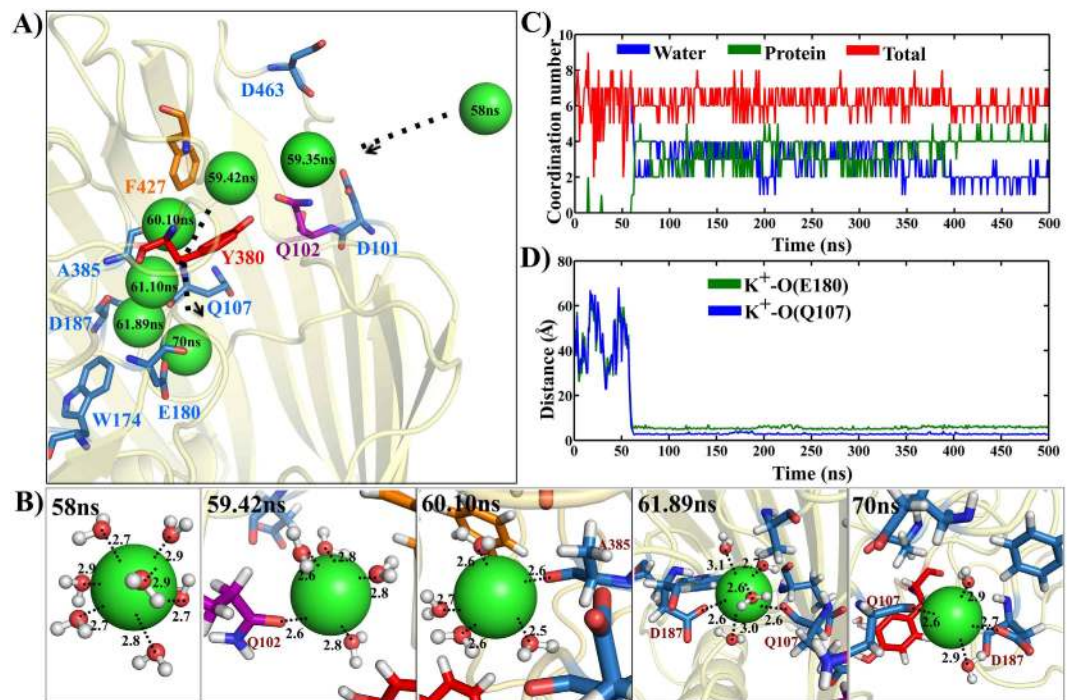 A)
D463
58ns
59.35ns
F427
59.42ns
60.10ns
Q102
D101
Y380
A385
61.10ns
Q107
D187
61.89ns
70ns
E180
W174
C)
Water Protein Total
Coordination number
10
8
6
4
2
0
0 50 100 150 200 250 300 350 400 450 500
Time (ns)
D)
K+-O(E180)
K+-O(Q107)
Distance (Å)
80
60
40
20
0
0 50 100 150 200 250 300 350 400 450 500
Time (ns)
B)
58ns
2.7
2.9
2.9
2.9
2.7
2.7
2.8
59.42ns
2.8
2.6
2.8
Q102
2.6
2.8
60.10ns
2.6
A385
2.6
2.7
2.6
2.5
61.89ns
3.1
2.6
2.6
2.6
D187
3.0
Q107
70ns
Q107
2.9
2.6
2.7
D187
2.9